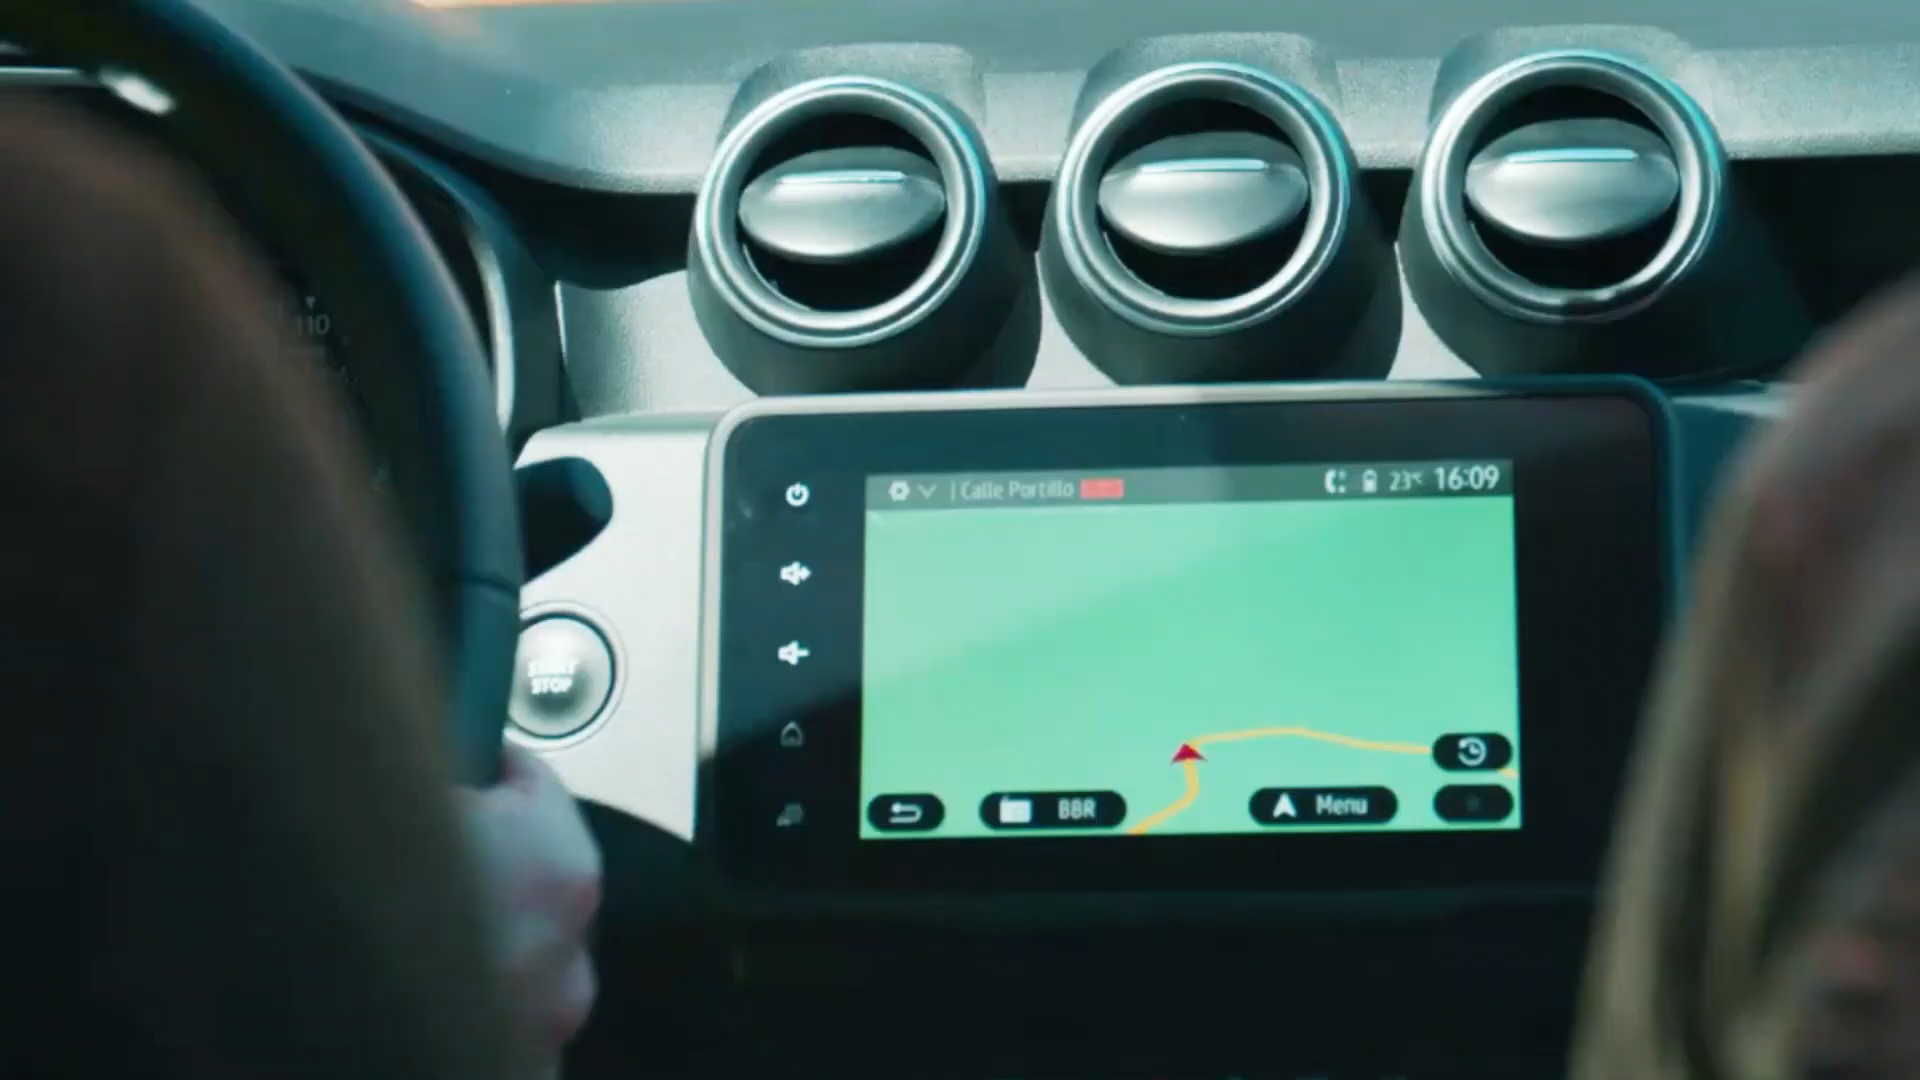 110
| Calle Portillo
23°C 16:09
START
STOP
BBR
Menu